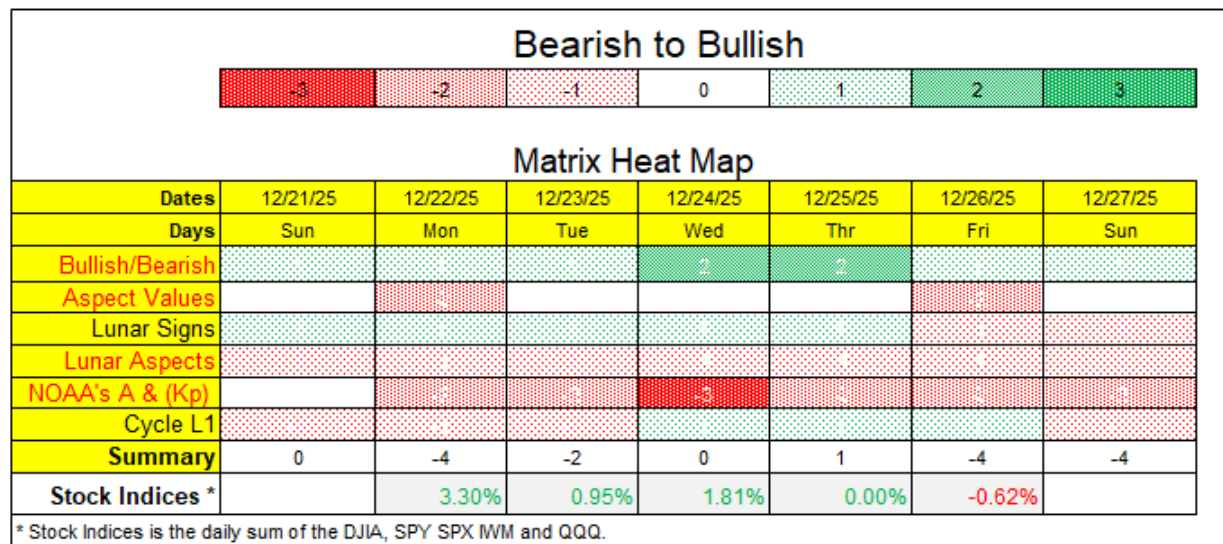 Bearish to Bullish
-3 -2 -1 0 1 2 3
Matrix Heat Map
Dates 12/21/25 12/22/25 12/23/25 12/24/25 12/25/25 12/26/25 12/27/25
Days Sun Mon Tue Wed Thr Fri Sun
Bullish/Bearish 2 2
Aspect Values
Lunar Signs
Lunar Aspects
NOAA's A & (Kp) -3
Cycle L1
Summary 0 -4 -2 0 1 -4 -4
Stock Indices * 3.30% 0.95% 1.81% 0.00% -0.62%
* Stock Indices is the daily sum of the DJIA, SPY SPX IWM and QQQ.